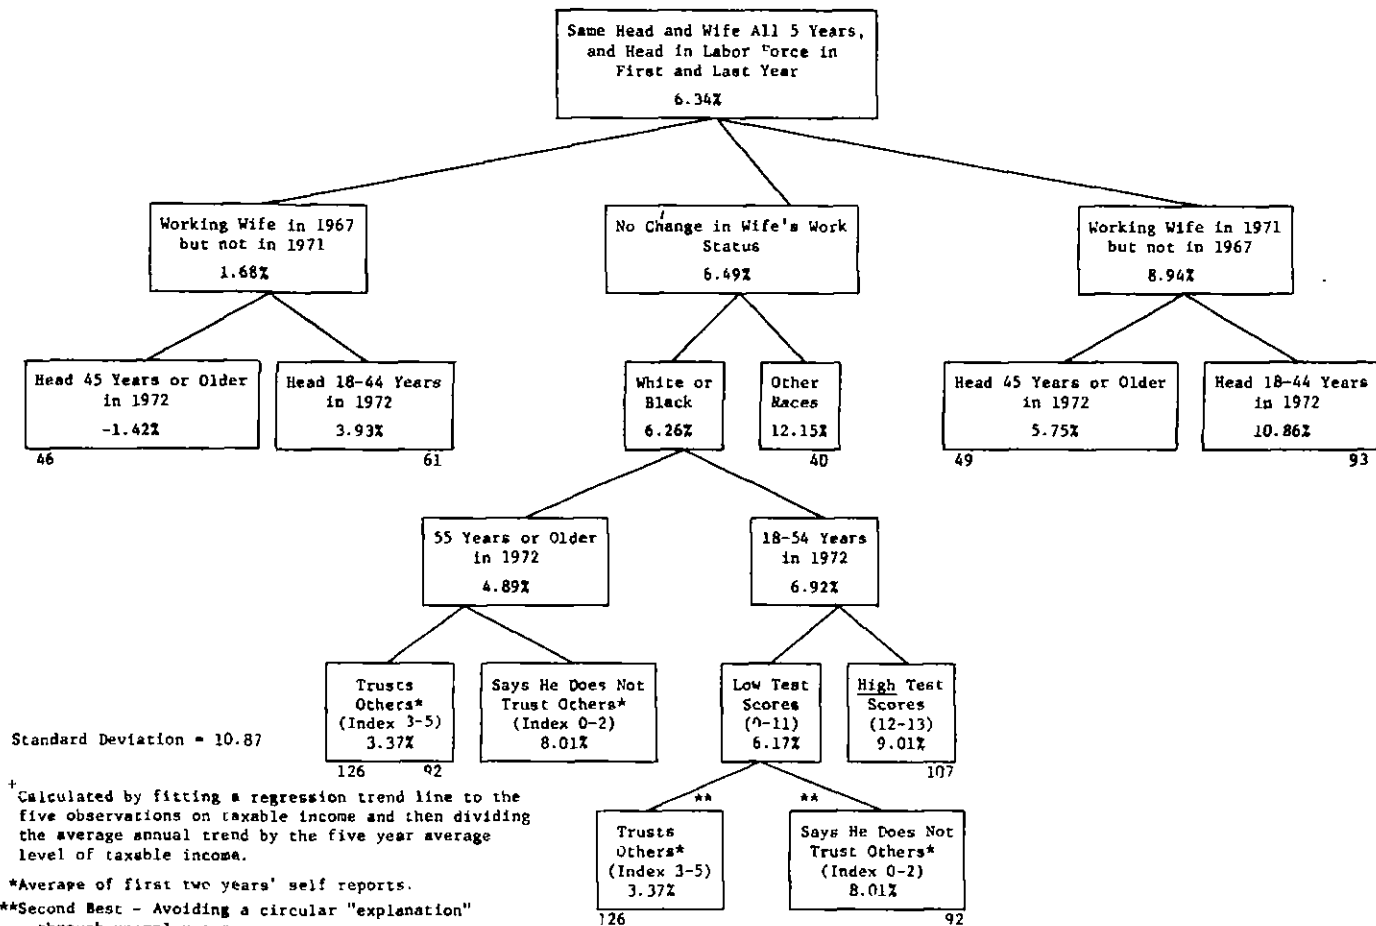 Same Head and Wife All 5 Years,
and Head in Labor Force in
First and Last Year
6.34%
Working Wife in 1967
but not in 1971
1.68%
No Change in Wife's Work
Status
6.49%
Working Wife in 1971
but not in 1967
8.94%
Head 45 Years or Older
in 1972
-1.42%
46
Head 18-44 Years
in 1972
3.93%
61
White or
Black
6.26%
Other
Races
12.15%
40
Head 45 Years or Older
in 1972
5.75%
49
Head 18-44 Years
in 1972
10.86%
93
55 Years or Older
in 1972
4.89%
18-54 Years
in 1972
6.92%
Trusts
Others*
(Index 3-5)
3.37%
126 92
Says He Does Not
Trust Others*
(Index 0-2)
8.01%
Low Test
Scores
(0-11)
6.17%
High Test
Scores
(12-13)
9.01%
107
** **
Trusts
Others*
(Index 3-5)
3.37%
126
Says He Does Not
Trust Others*
(Index 0-2)
8.01%
92
Standard Deviation = 10.87
+Calculated by fitting a regression trend line to the
five observations on taxable income and then dividing
the average annual trend by the five year average
level of taxable income.
*Average of first two years' self reports.
**Second Best - Avoiding a circular "explanation"